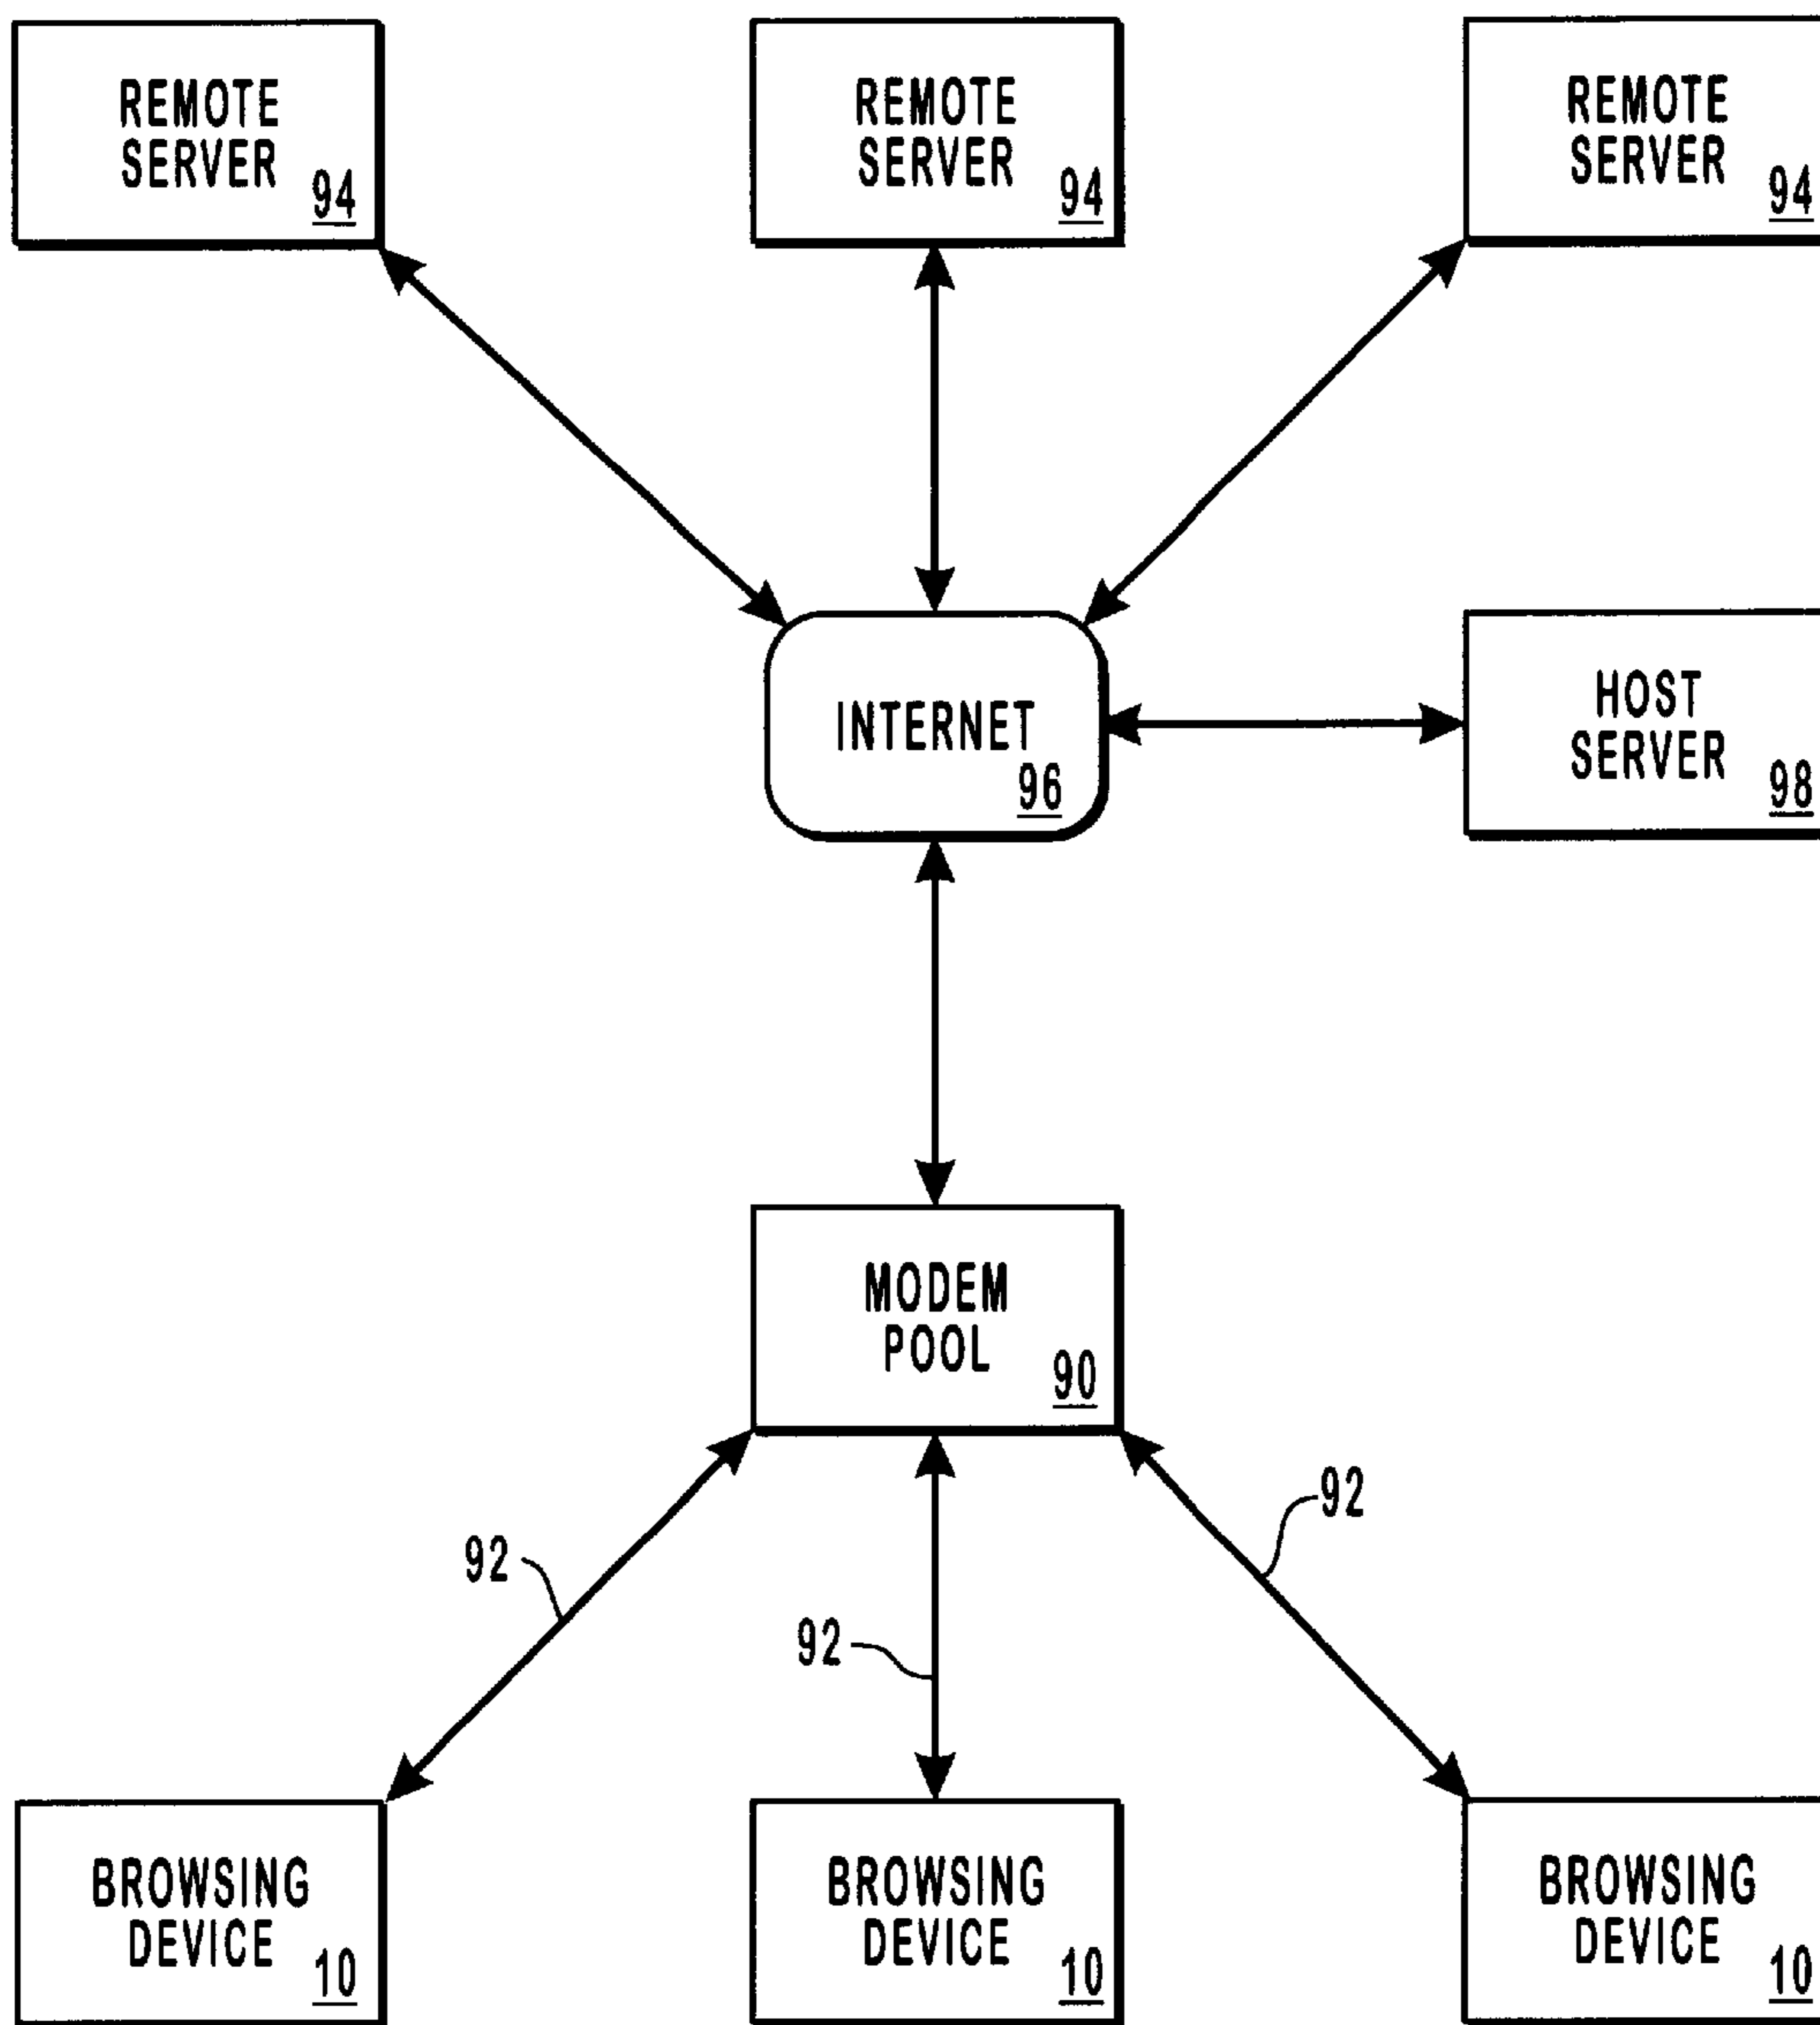 REMOTE
SERVER
94
REMOTE
SERVER
94
REMOTE
SERVER
94
INTERNET
96
HOST
SERVER
98
MODEM
POOL
90
92
92
92
BROWSING
DEVICE
10
BROWSING
DEVICE
10
BROWSING
DEVICE
10